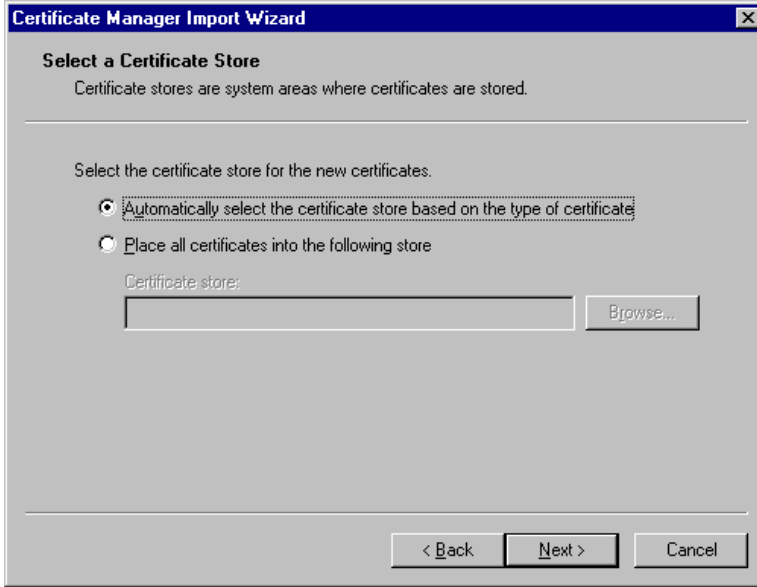 Certificate Manager Import Wizard
Select a Certificate Store
Certificate stores are system areas where certificates are stored.
Select the certificate store for the new certificates.
Automatically select the certificate store based on the type of certificate
Place all certificates into the following store
Certificate store:
Browse...
< Back
Next >
Cancel